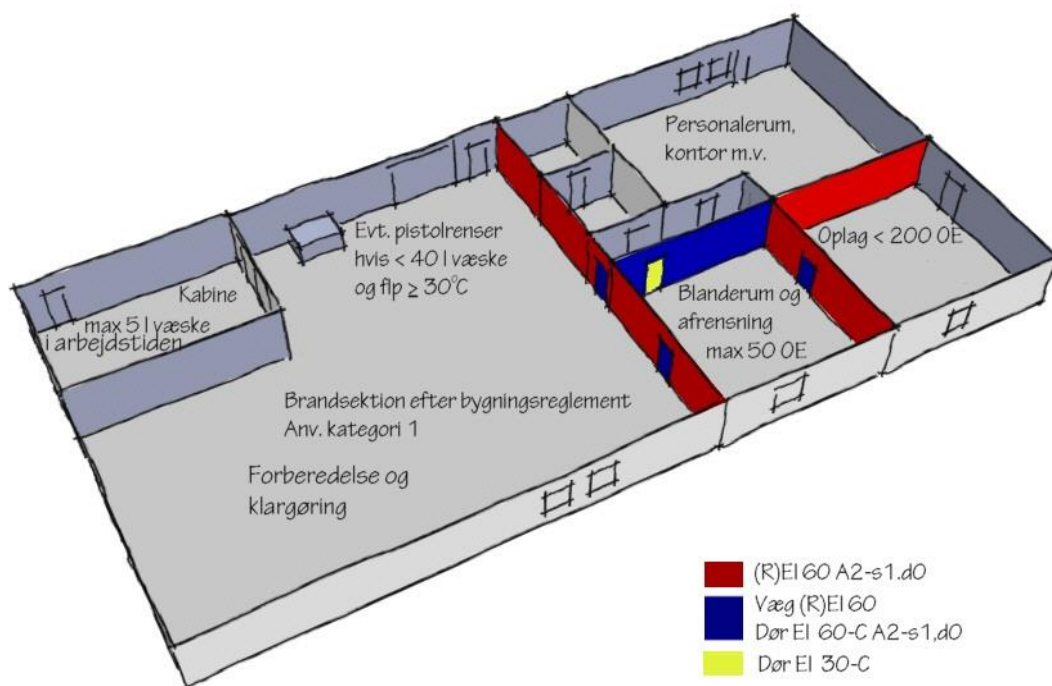 Personalerum,
kontor m.v.
Oplag < 200 OE
Evt. pistolrenser
hvis < 40 l væske
og flp ≥ 30°C
Kabine
max 5 l væske
i arbejdstiden
Blanderum og
afrensning
max 50 OE
Brandsektion efter bygningsreglement
Anv. kategori 1
Forberedelse og
klargøring
(R)EI 60 A2-s1.d0
Væg (R)EI 60
Dør EI 60-C A2-s1,d0
Dør EI 30-C